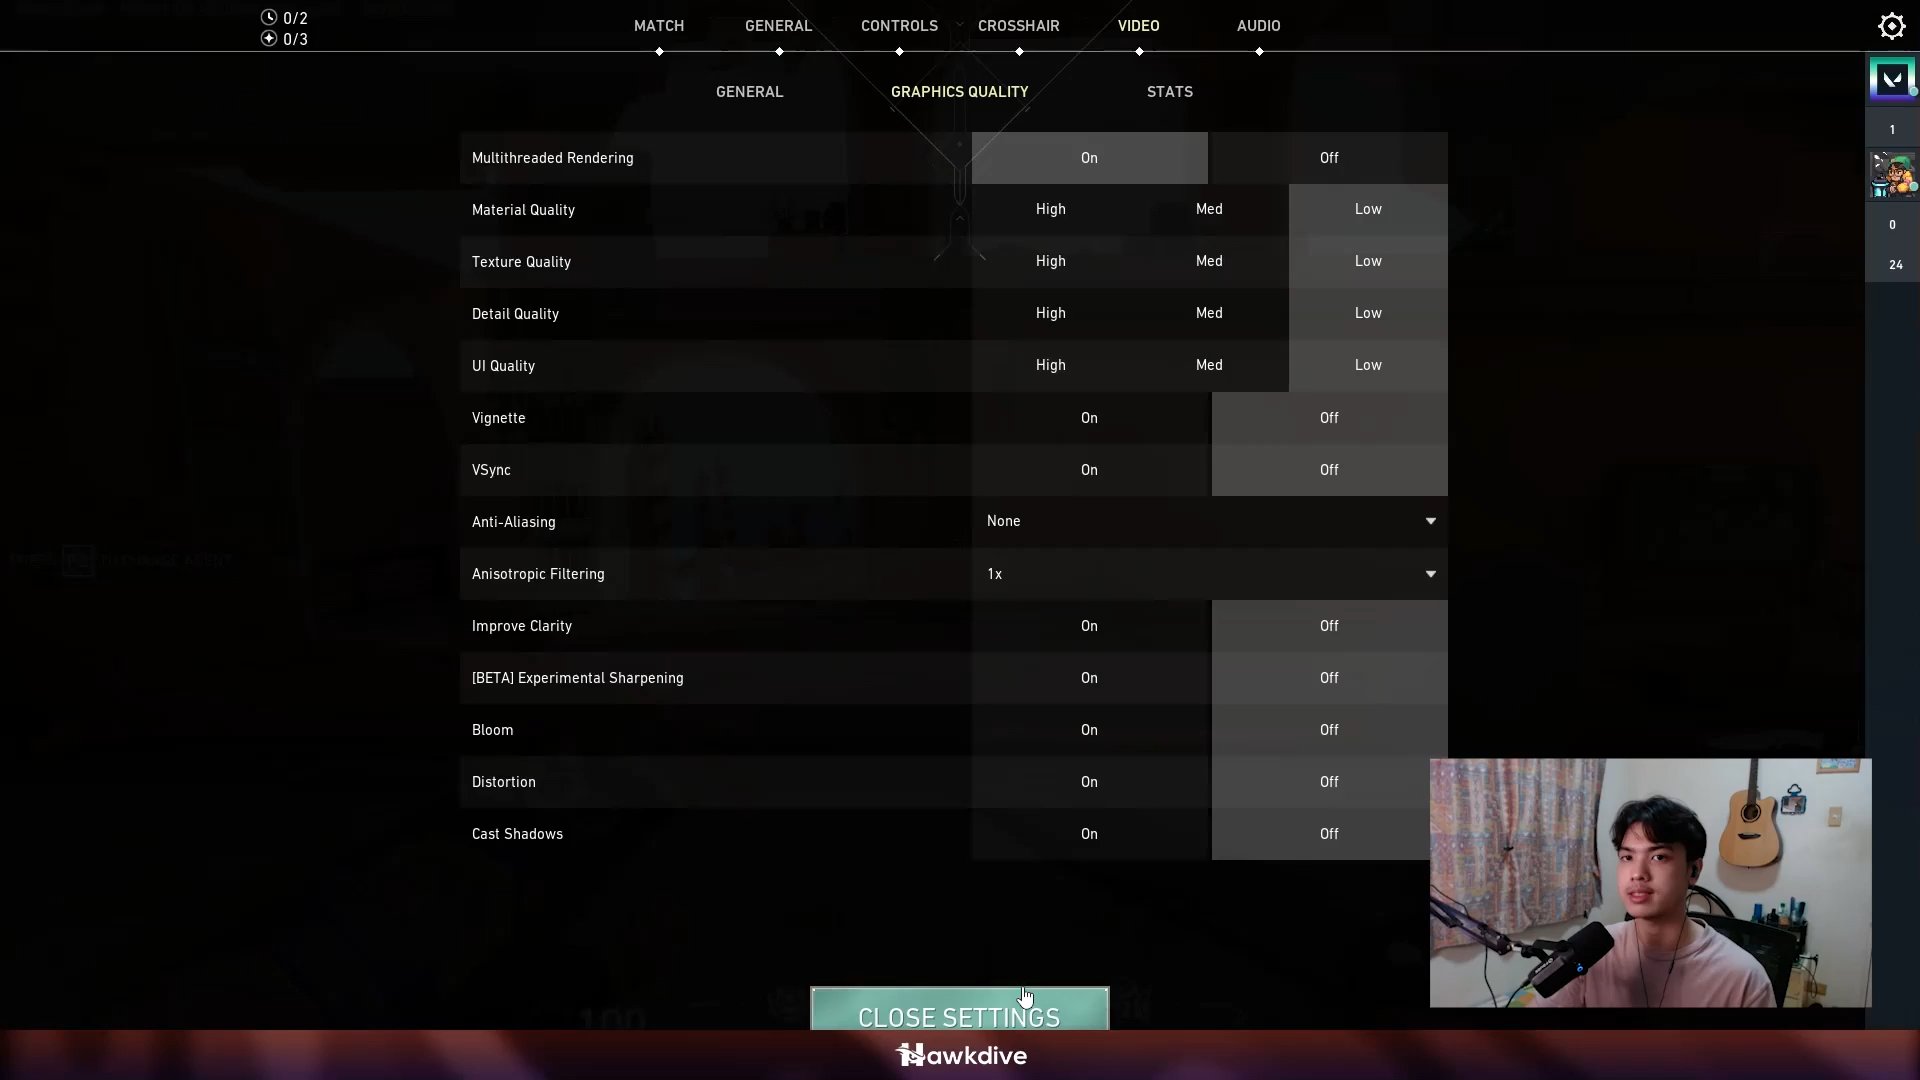 0/2
0/3
MATCH GENERAL CONTROLS CROSSHAIR VIDEO AUDIO
GENERAL GRAPHICS QUALITY STATS
Multithreaded Rendering On Off
Material Quality High Med Low
Texture Quality High Med Low
Detail Quality High Med Low
UI Quality High Med Low
Vignette On Off
VSync On Off
Anti-Aliasing None
Anisotropic Filtering 1x
Improve Clarity On Off
[BETA] Experimental Sharpening On Off
Bloom On Off
Distortion On Off
Cast Shadows On Off
1
0
24
100
CLOSE SETTINGS
Hawkdive